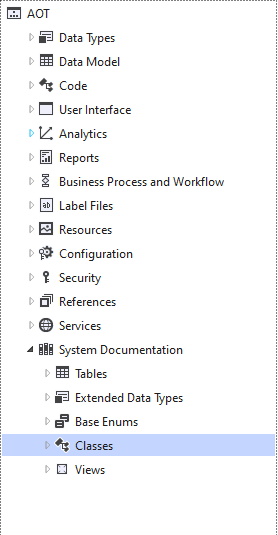 AOT
Data Types
Data Model
Code
User Interface
Analytics
Reports
Business Process and Workflow
Label Files
Resources
Configuration
Security
References
Services
System Documentation
Tables
Extended Data Types
Base Enums
Classes
Views